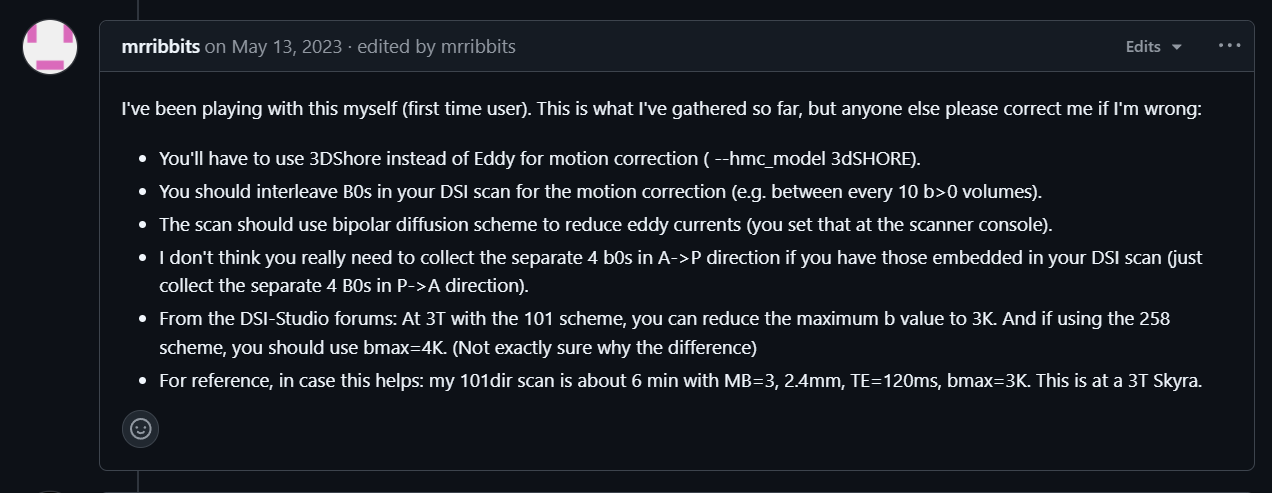 mrribbits on May 13, 2023 · edited by mrribbits
Edits
I've been playing with this myself (first time user). This is what I've gathered so far, but anyone else please correct me if I'm wrong:
• You'll have to use 3DShore instead of Eddy for motion correction ( --hmc_model 3dSHORE).
• You should interleave B0s in your DSI scan for the motion correction (e.g. between every 10 b>0 volumes).
• The scan should use bipolar diffusion scheme to reduce eddy currents (you set that at the scanner console).
• I don't think you really need to collect the separate 4 b0s in A->P direction if you have those embedded in your DSI scan (just
collect the separate 4 B0s in P->A direction).
• From the DSI-Studio forums: At 3T with the 101 scheme, you can reduce the maximum b value to 3K. And if using the 258
scheme, you should use bmax=4K. (Not exactly sure why the difference)
• For reference, in case this helps: my 101dir scan is about 6 min with MB=3, 2.4mm, TE=120ms, bmax=3K. This is at a 3T Skyra.